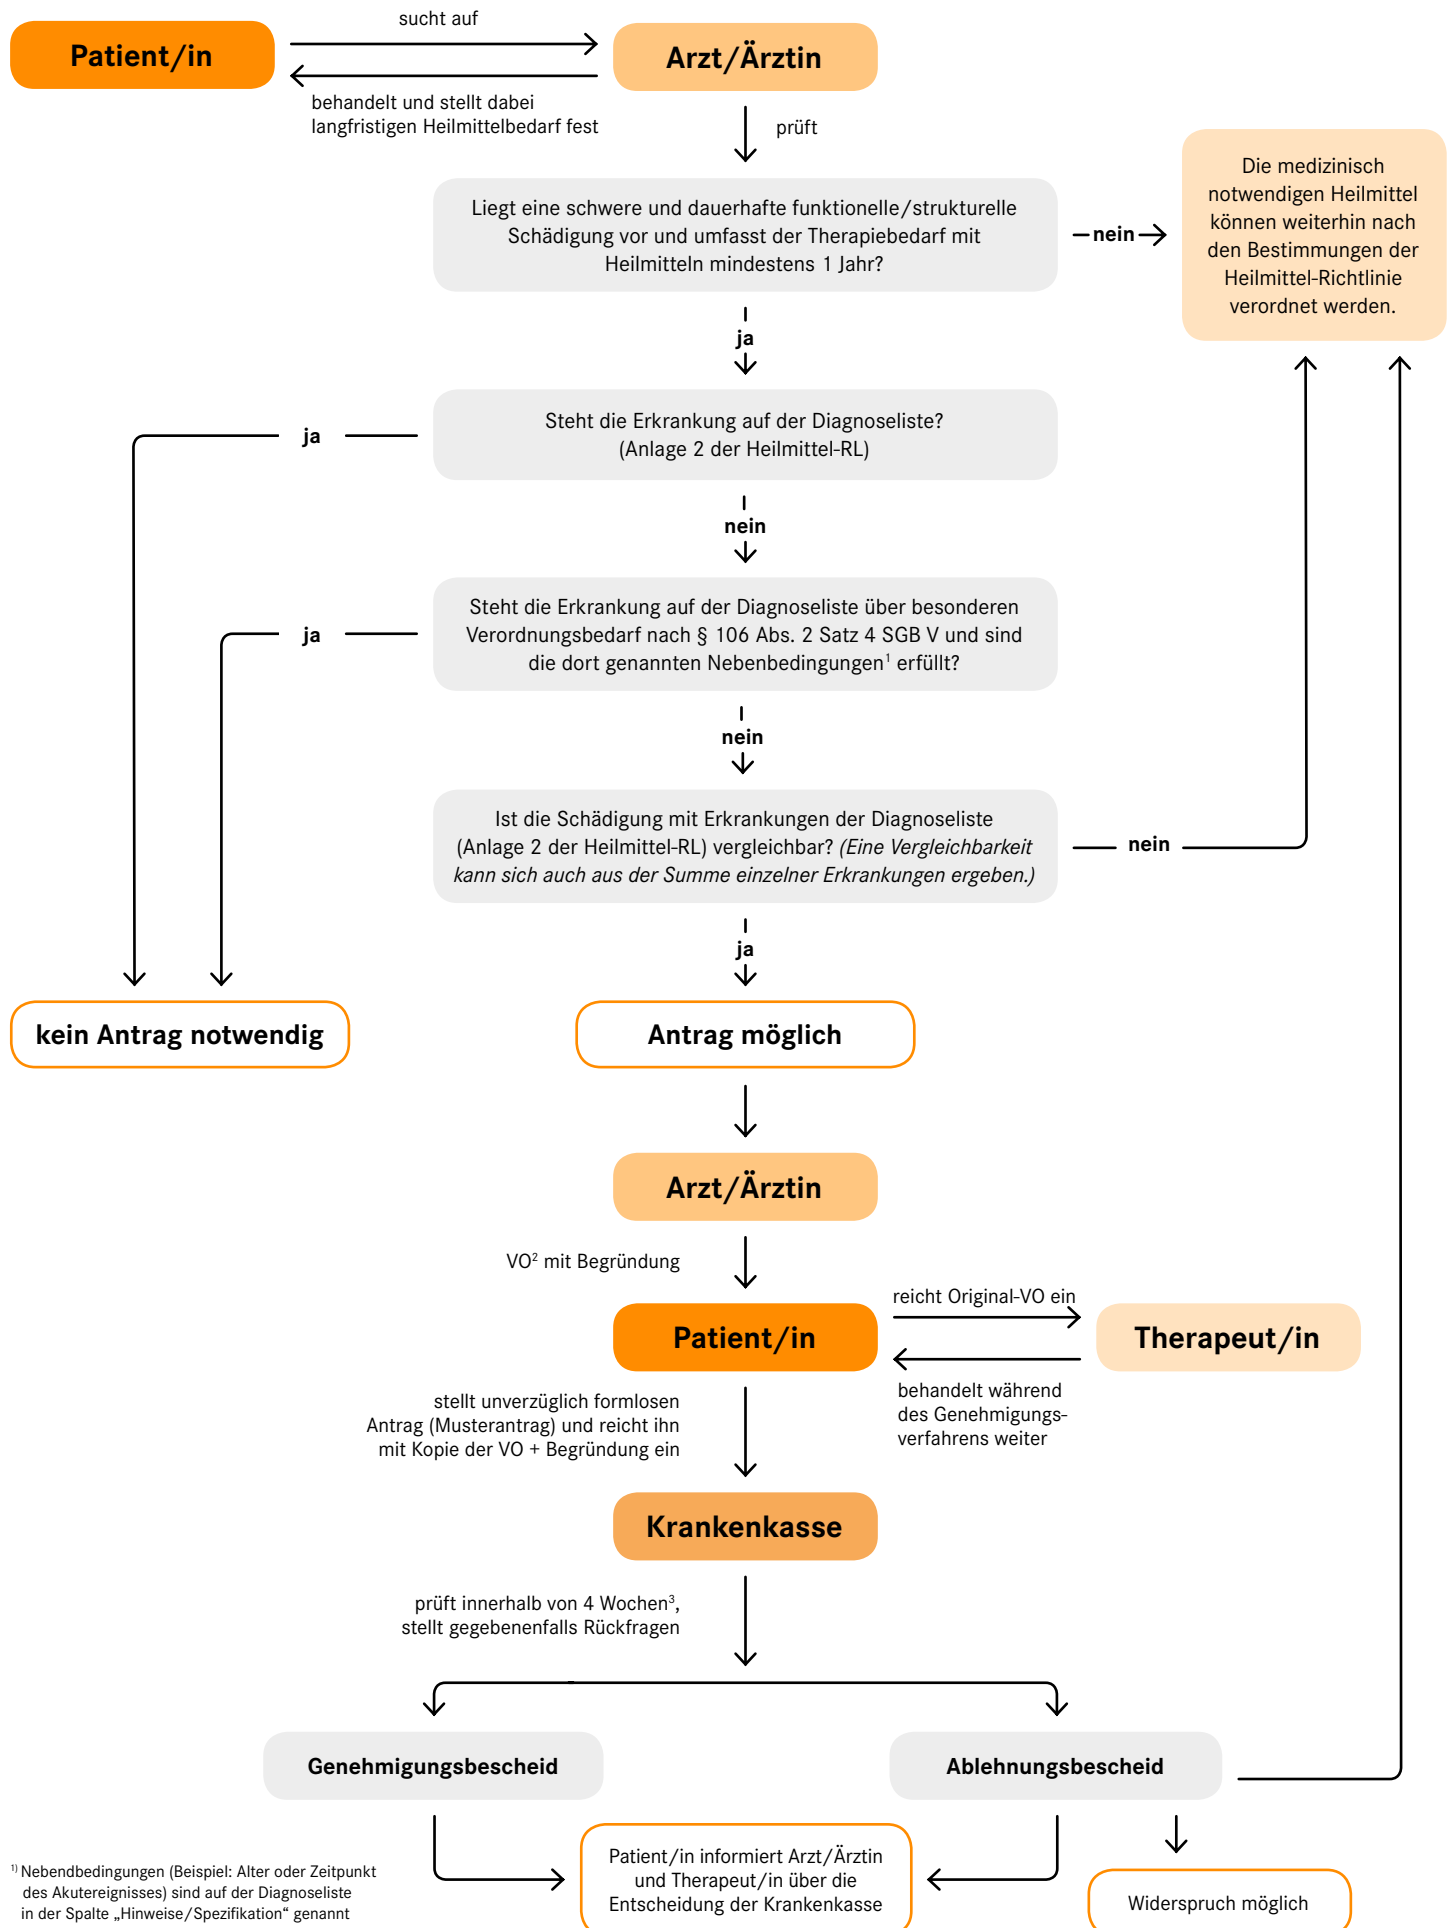 sucht auf
Patient/in
Arzt/Ärztin
behandelt und stellt dabei
langfristigen Heilmittelbedarf fest
prüft
Liegt eine schwere und dauerhafte funktionelle/strukturelle
Schädigung vor und umfasst der Therapiebedarf mit
Heilmitteln mindestens 1 Jahr?
nein
Die medizinisch
notwendigen Heilmittel
können weiterhin nach
den Bestimmungen der
Heilmittel-Richtlinie
verordnet werden.
ja
Steht die Erkrankung auf der Diagnoseliste?
(Anlage 2 der Heilmittel-RL)
ja
nein
Steht die Erkrankung auf der Diagnoseliste über besonderen
Verordnungsbedarf nach § 106 Abs. 2 Satz 4 SGB V und sind
die dort genannten Nebenbedingungen¹ erfüllt?
ja
nein
Ist die Schädigung mit Erkrankungen der Diagnoseliste
(Anlage 2 der Heilmittel-RL) vergleichbar? (Eine Vergleichbarkeit
kann sich auch aus der Summe einzelner Erkrankungen ergeben.)
nein
ja
kein Antrag notwendig
Antrag möglich
Arzt/Ärztin
VO² mit Begründung
Patient/in
reicht Original-VO ein
Therapeut/in
behandelt während
des Genehmigungs-
verfahrens weiter
stellt unverzüglich formlosen
Antrag (Musterantrag) und reicht ihn
mit Kopie der VO + Begründung ein
Krankenkasse
prüft innerhalb von 4 Wochen³,
stellt gegebenenfalls Rückfragen
Genehmigungsbescheid
Ablehnungsbescheid
Patient/in informiert Arzt/Ärztin
und Therapeut/in über die
Entscheidung der Krankenkasse
Widerspruch möglich
¹⁾ Nebendbedingungen (Beispiel: Alter oder Zeitpunkt
des Akutereignisses) sind auf der Diagnoseliste
in der Spalte „Hinweise/Spezifikation“ genannt